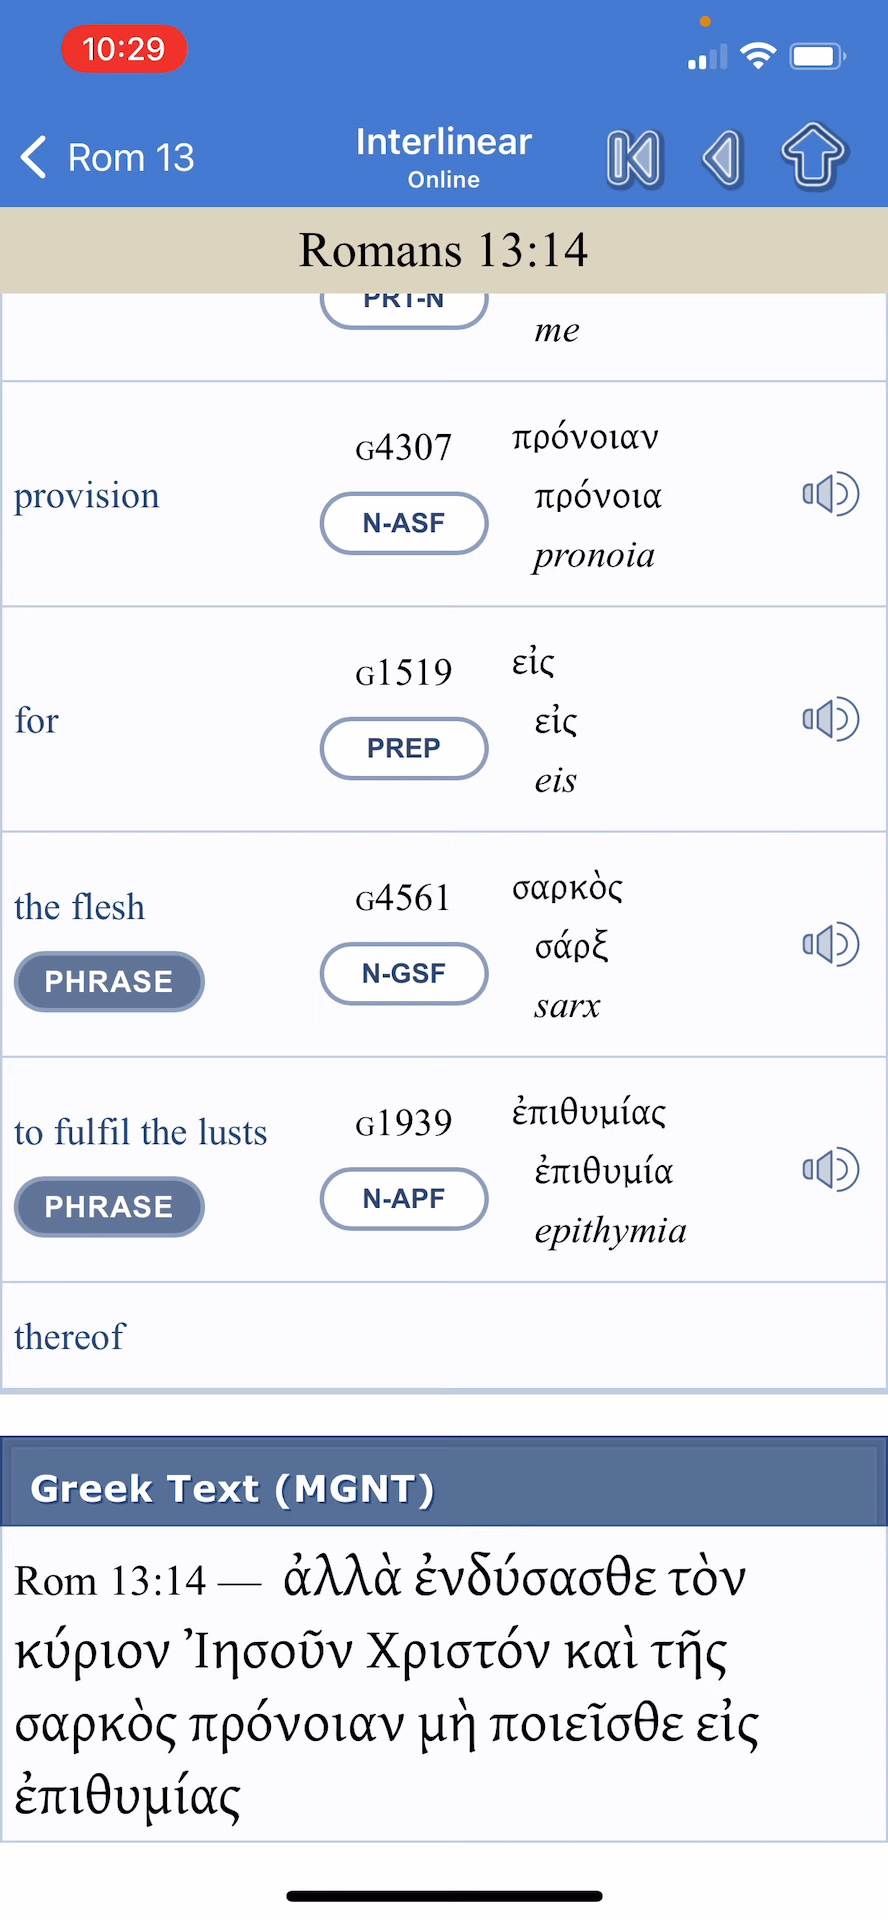 10:29
Rom 13
Interlinear
Online
Romans 13:14
PRT-N
me
provision
G4307
N-ASF
πρόνοιαν
πρόνοια
pronoia
for
G1519
PREP
εἰς
εἰς
eis
the flesh
PHRASE
G4561
N-GSF
σαρκὸς
σάρξ
sarx
to fulfil the lusts
PHRASE
G1939
N-APF
ἐπιθυμίας
ἐπιθυμία
epithymia
thereof
Greek Text (MGNT)
Rom 13:14 — ἀλλὰ ἐνδύσασθε τὸν
κύριον Ἰησοῦν Χριστόν καὶ τῆς
σαρκὸς πρόνοιαν μὴ ποιεῖσθε εἰς
ἐπιθυμίας